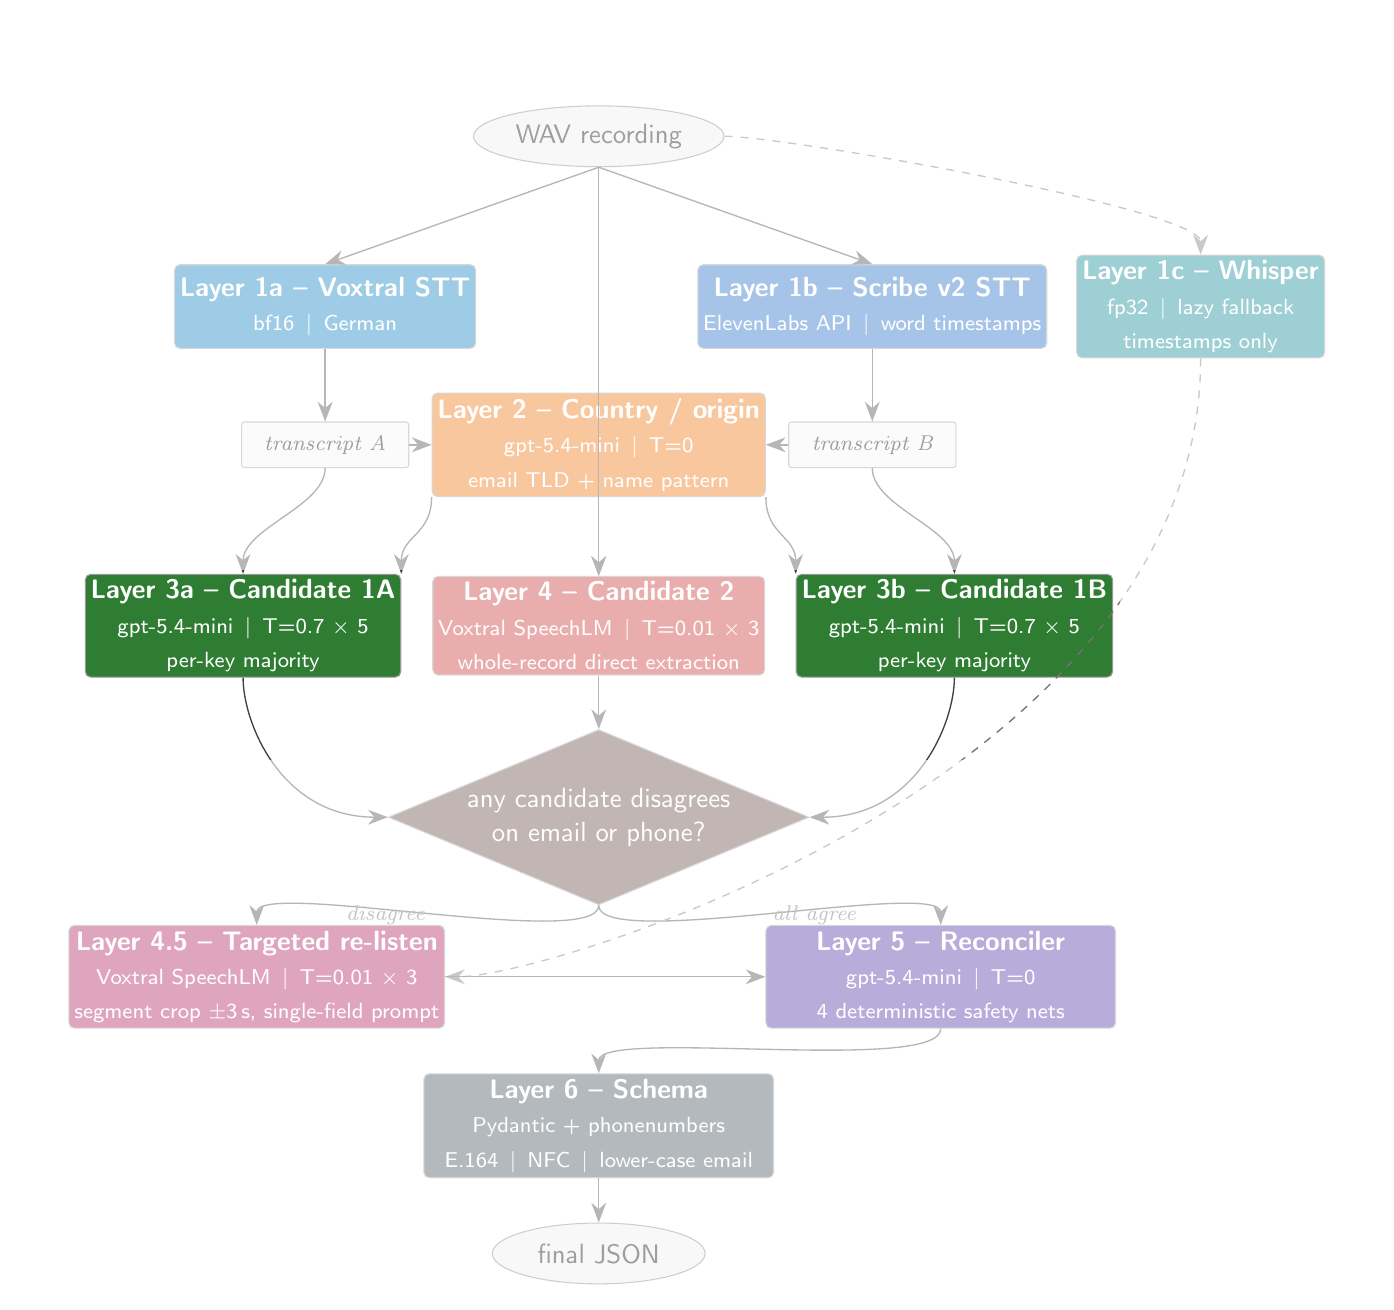 WAV recording
Layer 1a – Voxtral STT
bf16 | German
Layer 1b – Scribe v2 STT
ElevenLabs API | word timestamps
Layer 1c – Whisper
fp32 | lazy fallback
timestamps only
transcript A
Layer 2 – Country / origin
gpt-5.4-mini | T=0
email TLD + name pattern
transcript B
Layer 3a – Candidate 1A
gpt-5.4-mini | T=0.7 × 5
per-key majority
Layer 4 – Candidate 2
Voxtral SpeechLM | T=0.01 × 3
whole-record direct extraction
Layer 3b – Candidate 1B
gpt-5.4-mini | T=0.7 × 5
per-key majority
any candidate disagrees
on email or phone?
disagree
all agree
Layer 4.5 – Targeted re-listen
Voxtral SpeechLM | T=0.01 × 3
segment crop ±3 s, single-field prompt
Layer 5 – Reconciler
gpt-5.4-mini | T=0
4 deterministic safety nets
Layer 6 – Schema
Pydantic + phonenumbers
E.164 | NFC | lower-case email
final JSON